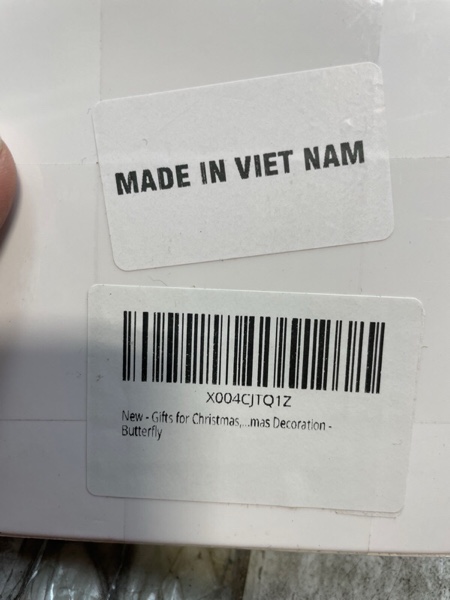 MADE IN VIET NAM
X004CJTQ1Z
New - Gifts for Christmas,...mas Decoration -
Butterfly